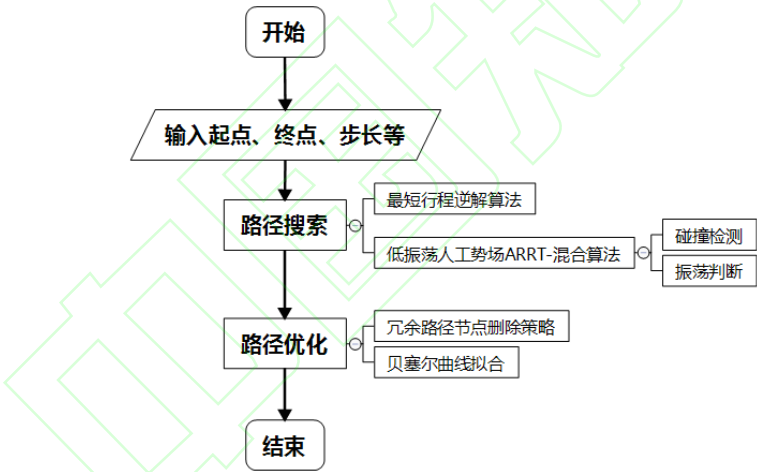 开始
输入起点、终点、步长等
路径搜索
最短行程逆解算法
低振荡人工势场ARRT-混合算法
碰撞检测
振荡判断
路径优化
冗余路径节点删除策略
贝塞尔曲线拟合
结束